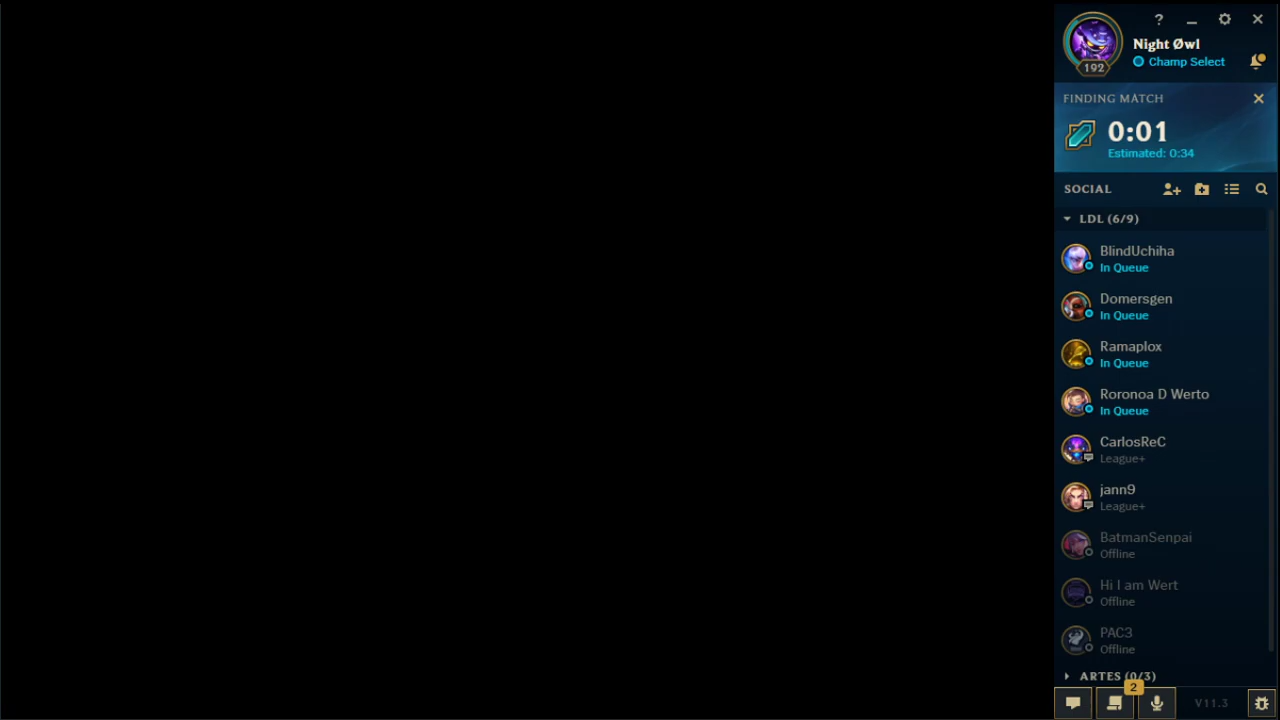 ?
192
Night Øwl
Champ Select
FINDING MATCH
0:01
Estimated: 0:34
SOCIAL
LDL (6/9)
BlindUchiha
In Queue
Domersgen
In Queue
Ramaplox
In Queue
Roronoa D Werto
In Queue
CarlosReC
League+
jann9
League+
BatmanSenpai
Offline
Hi I am Wert
Offline
PAC3
Offline
ARTES (0/3)
2
V11.3